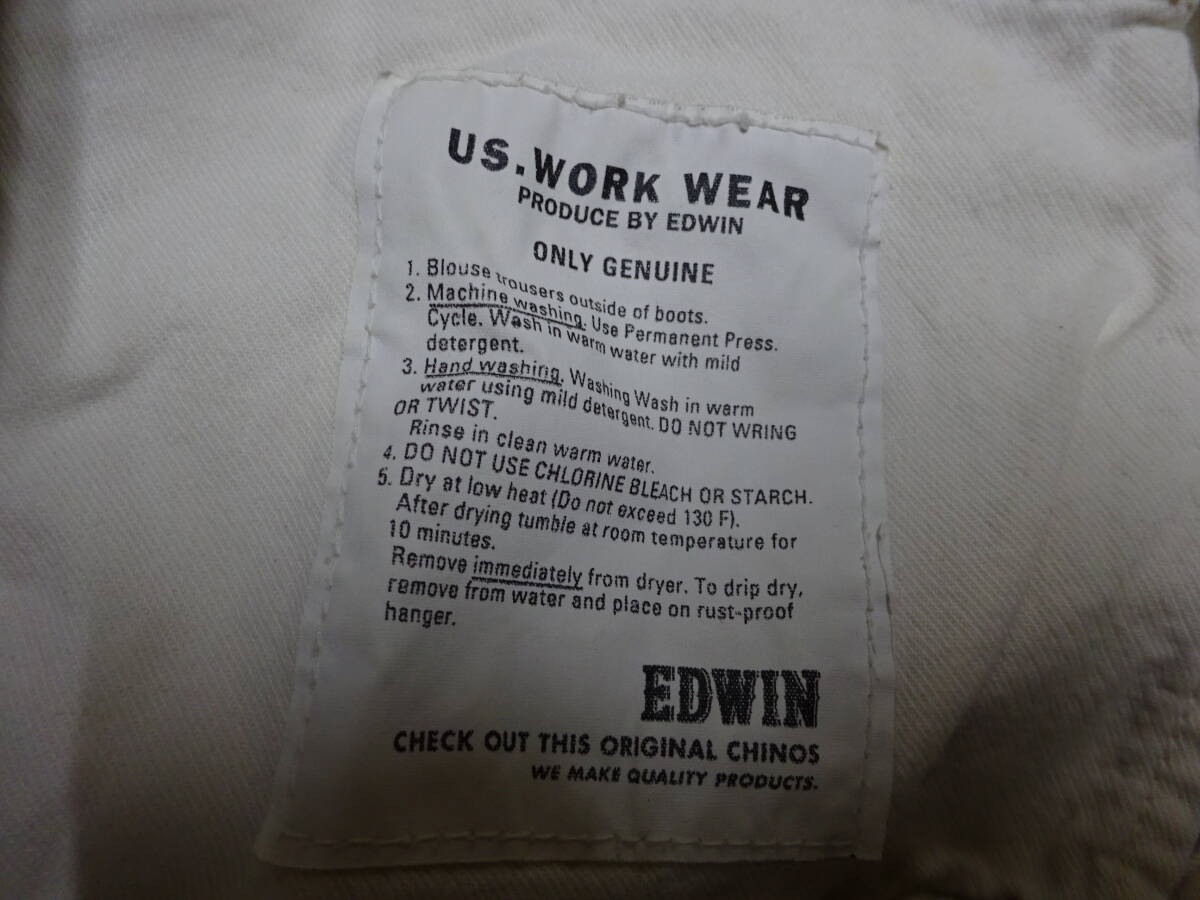 US.WORK WEAR
PRODUCE BY EDWIN
ONLY GENUINE
1. Blouse trousers outside of boots.
2. Machine washing. Use Permanent Press.
Cycle. Wash in warm water with mild
detergent.
3. Hand washing. Washing Wash in warm
water using mild detergent. DO NOT WRING
OR TWIST.
Rinse in clean warm water.
4. DO NOT USE CHLORINE BLEACH OR STARCH.
5. Dry at low heat (Do not exceed 130 F).
After drying tumble at room temperature for
10 minutes.
Remove immediately from dryer. To drip dry,
remove from water and place on rust-proof
hanger.
EDWIN
CHECK OUT THIS ORIGINAL CHINOS
WE MAKE QUALITY PRODUCTS.